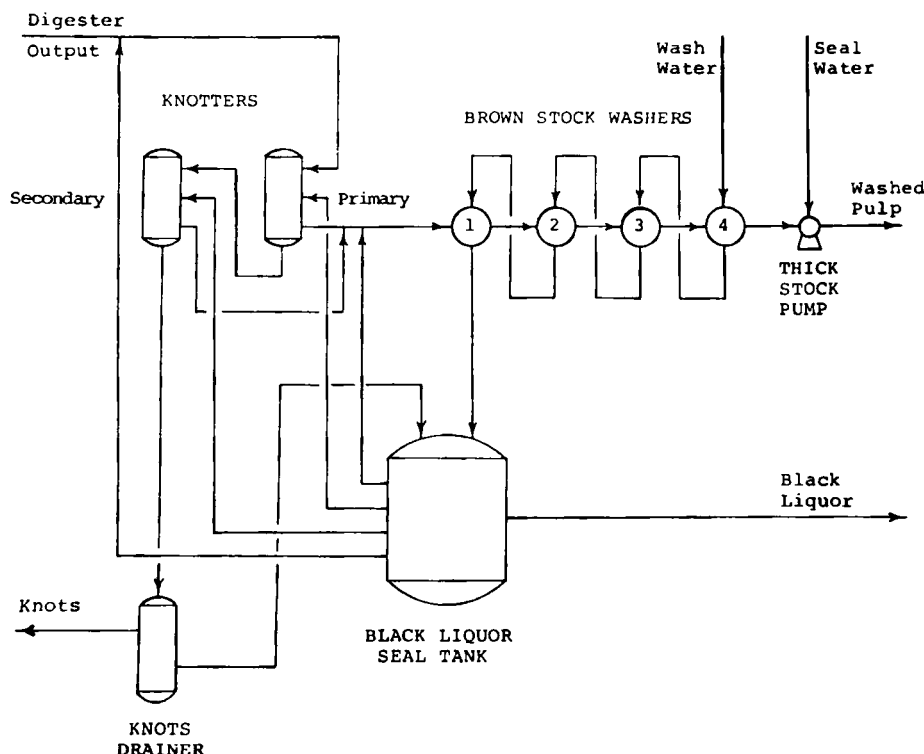 Digester
Output
KNOTTERS
Wash
Water
Seal
Water
BROWN STOCK WASHERS
Secondary
Primary
1
2
3
4
Washed
Pulp
THICK
STOCK
PUMP
Black
Liquor
Knots
BLACK LIQUOR
SEAL TANK
KNOTS
DRAINER